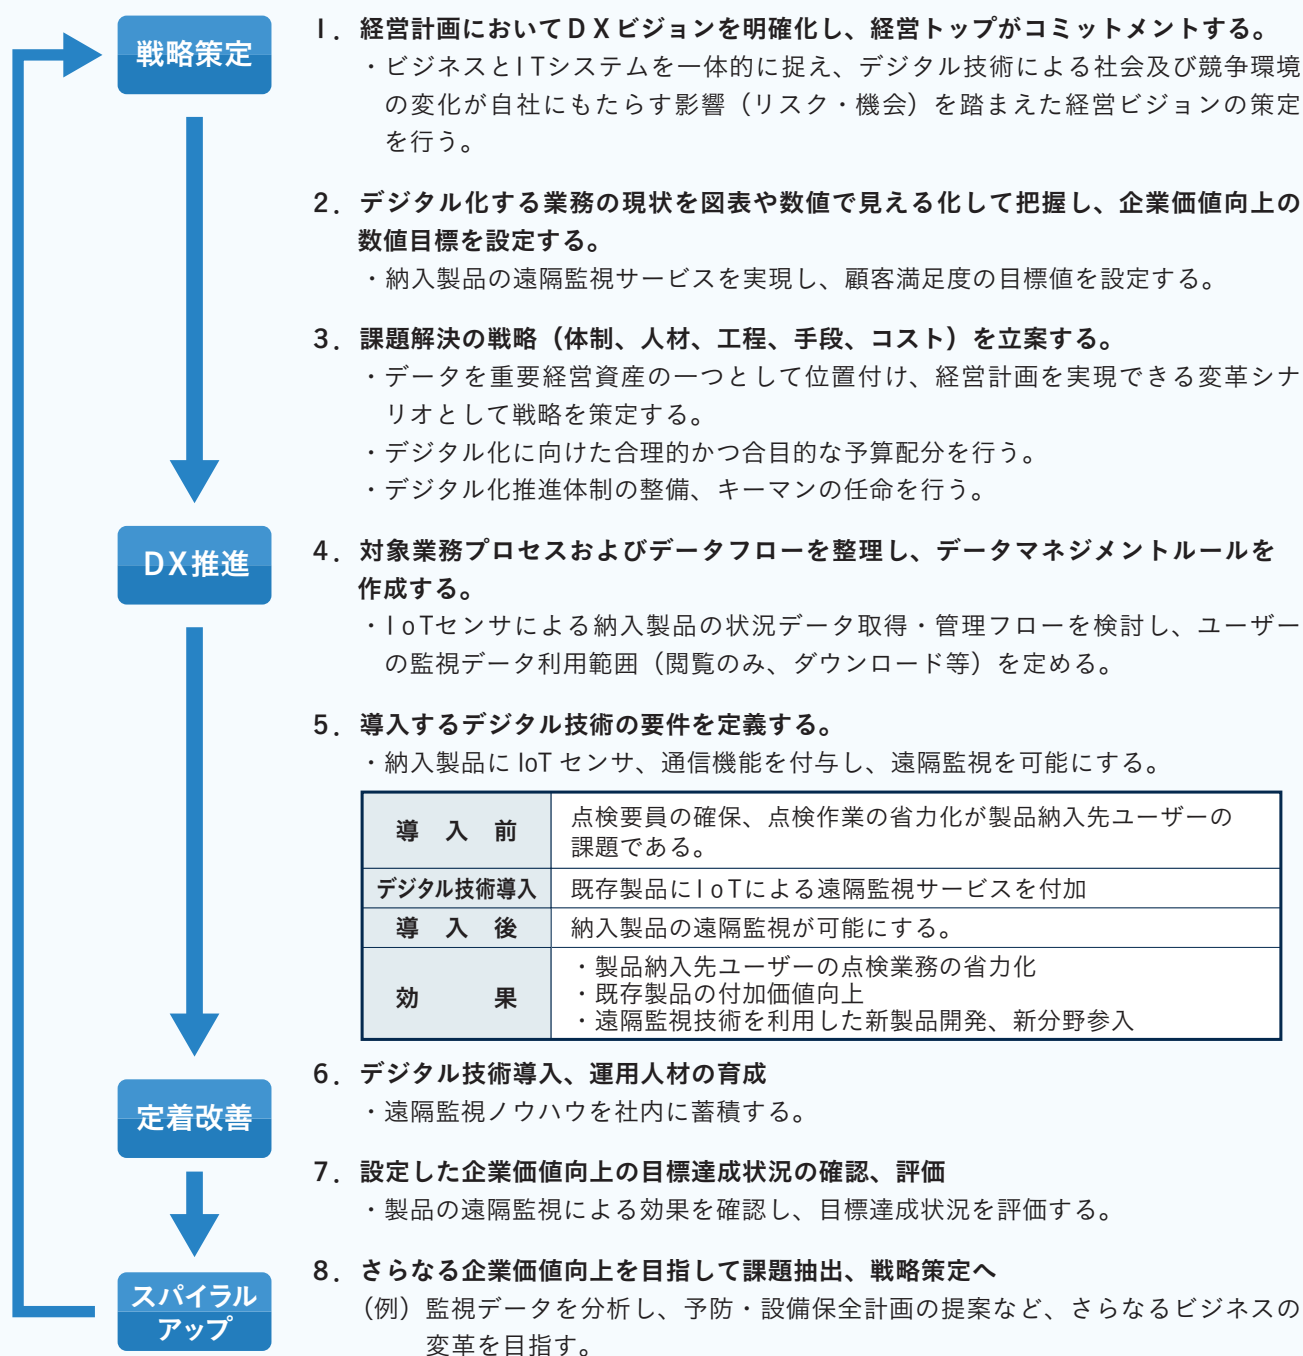 戦略策定
1. 経営計画においてDXビジョンを明確化し、経営トップがコミットメントする。
・ビジネスとITシステムを一体的に捉え、デジタル技術による社会及び競争環境
の変化が自社にもたらす影響（リスク・機会）を踏まえた経営ビジョンの策定
を行う。
2. デジタル化する業務の現状を図表や数値で見える化して把握し、企業価値向上の
数値目標を設定する。
・納入製品の遠隔監視サービスを実現し、顧客満足度の目標値を設定する。
3. 課題解決の戦略（体制、人材、工程、手段、コスト）を立案する。
・データを重要経営資産の一つとして位置付け、経営計画を実現できる変革シナ
リオとして戦略を策定する。
・デジタル化に向けた合理的かつ合目的な予算配分を行う。
・デジタル化推進体制の整備、キーマンの任命を行う。
DX推進
4. 対象業務プロセスおよびデータフローを整理し、データマネジメントルールを
作成する。
・IoTセンサによる納入製品の状況データ取得・管理フローを検討し、ユーザー
の監視データ利用範囲（閲覧のみ、ダウンロード等）を定める。
5. 導入するデジタル技術の要件を定義する。
・納入製品に IoT センサ、通信機能を付与し、遠隔監視を可能にする。
導 入 前
点検要員の確保、点検作業の省力化が製品納入先ユーザーの
課題である。
デジタル技術導入
既存製品にIoTによる遠隔監視サービスを付加
導 入 後
納入製品の遠隔監視が可能にする。
効 果
・製品納入先ユーザーの点検業務の省力化
・既存製品の付加価値向上
・遠隔監視技術を利用した新製品開発、新分野参入
定着改善
6. デジタル技術導入、運用人材の育成
・遠隔監視ノウハウを社内に蓄積する。
7. 設定した企業価値向上の目標達成状況の確認、評価
・製品の遠隔監視による効果を確認し、目標達成状況を評価する。
スパイラル
アップ
8. さらなる企業価値向上を目指して課題抽出、戦略策定へ
（例）監視データを分析し、予防・設備保全計画の提案など、さらなるビジネスの
変革を目指す。